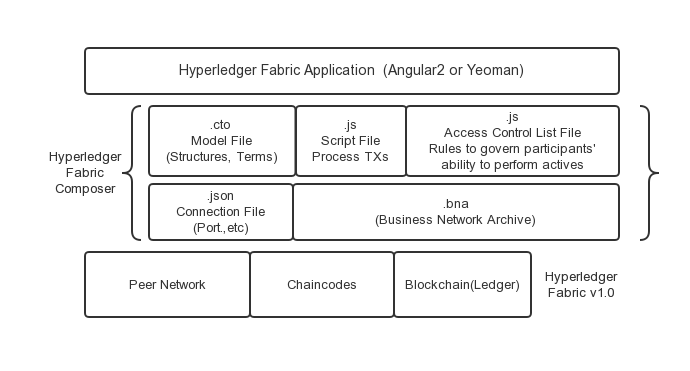 Hyperledger Fabric Application  (Angular2 or Yeoman)
Hyperledger
Fabric
Composer
.cto
Model File
(Structures, Terms)
.js
Script File
Process TXs
.js
Access Control List File
Rules to govern participants'
ability to perform actives
.json
Connection File
(Port.,etc)
.bna
(Business Network Archive)
Peer Network
Chaincodes
Blockchain(Ledger)
Hyperledger
Fabric v1.0